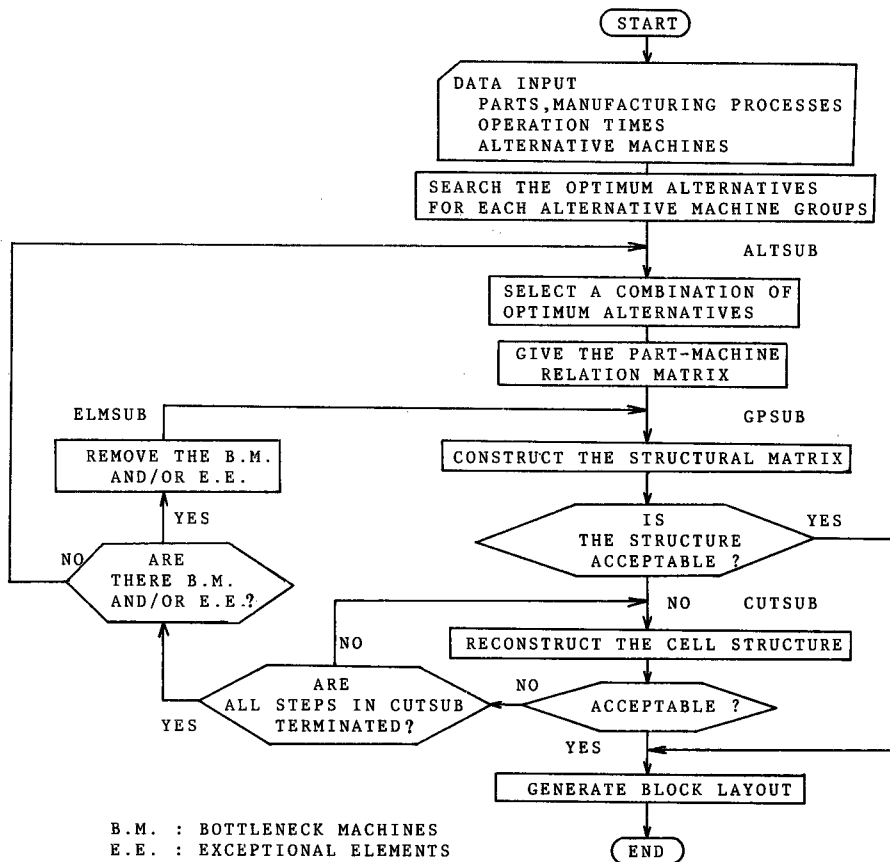 START
DATA INPUT
PARTS,MANUFACTURING PROCESSES
OPERATION TIMES
ALTERNATIVE MACHINES
SEARCH THE OPTIMUM ALTERNATIVES
FOR EACH ALTERNATIVE MACHINE GROUPS
ALTSUB
SELECT A COMBINATION OF
OPTIMUM ALTERNATIVES
GIVE THE PART-MACHINE
RELATION MATRIX
ELMSUB
GPSUB
REMOVE THE B.M.
AND/OR E.E.
CONSTRUCT THE STRUCTURAL MATRIX
YES
IS
THE STRUCTURE
ACCEPTABLE ?
YES
NO
ARE
THERE B.M.
AND/OR E.E.?
NO
CUTSUB
NO
RECONSTRUCT THE CELL STRUCTURE
ARE
ALL STEPS IN CUTSUB
TERMINATED?
YES
NO
ACCEPTABLE ?
YES
GENERATE BLOCK LAYOUT
B.M. : BOTTLENECK MACHINES
E.E. : EXCEPTIONAL ELEMENTS
END